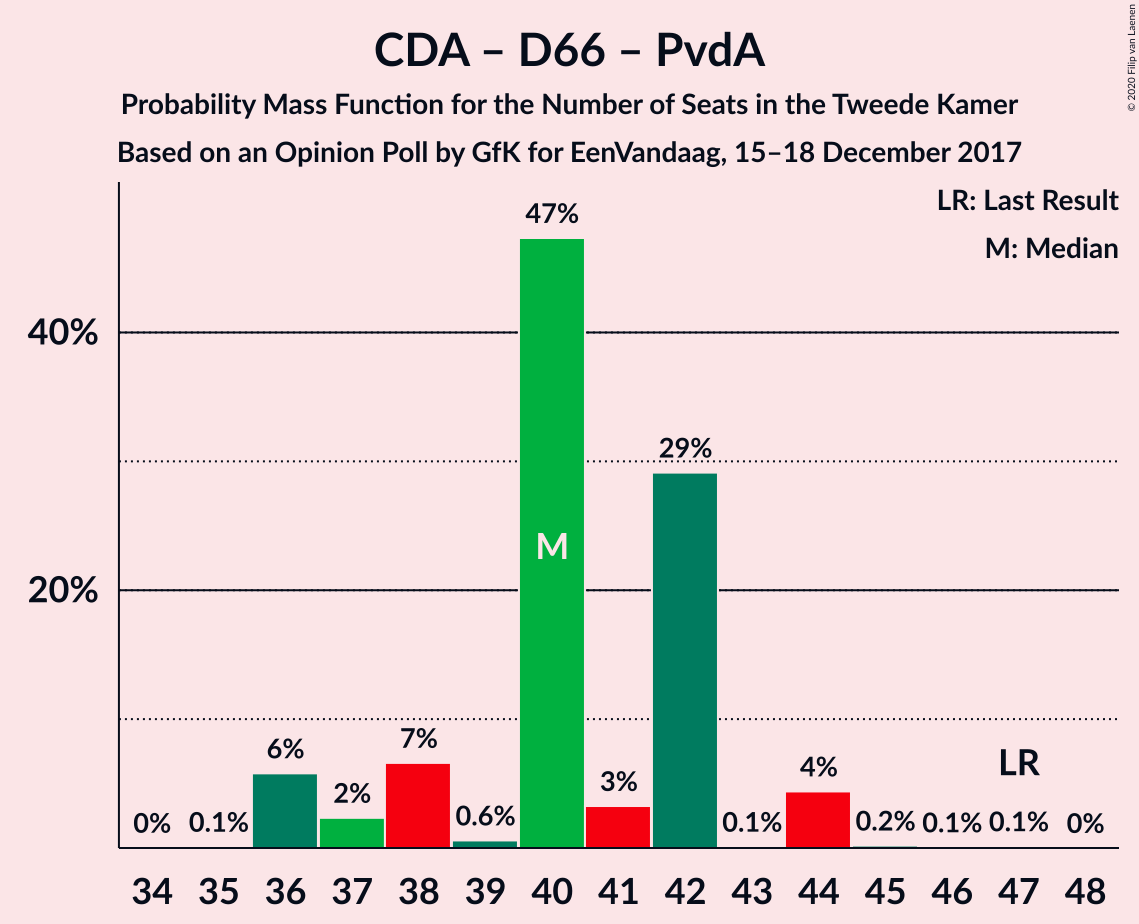 CDA – D66 – PvdA
Probability Mass Function for the Number of Seats in the Tweede Kamer
Based on an Opinion Poll by GfK for EenVandaag, 15–18 December 2017
© 2020 Filip van Laenen
LR: Last Result
M: Median
40%
20%
0%
0.1%
6%
2%
7%
0.6%
47%
M
3%
29%
0.1%
4%
0.2%
0.1%
LR
0.1%
0%
34 35 36 37 38 39 40 41 42 43 44 45 46 47 48